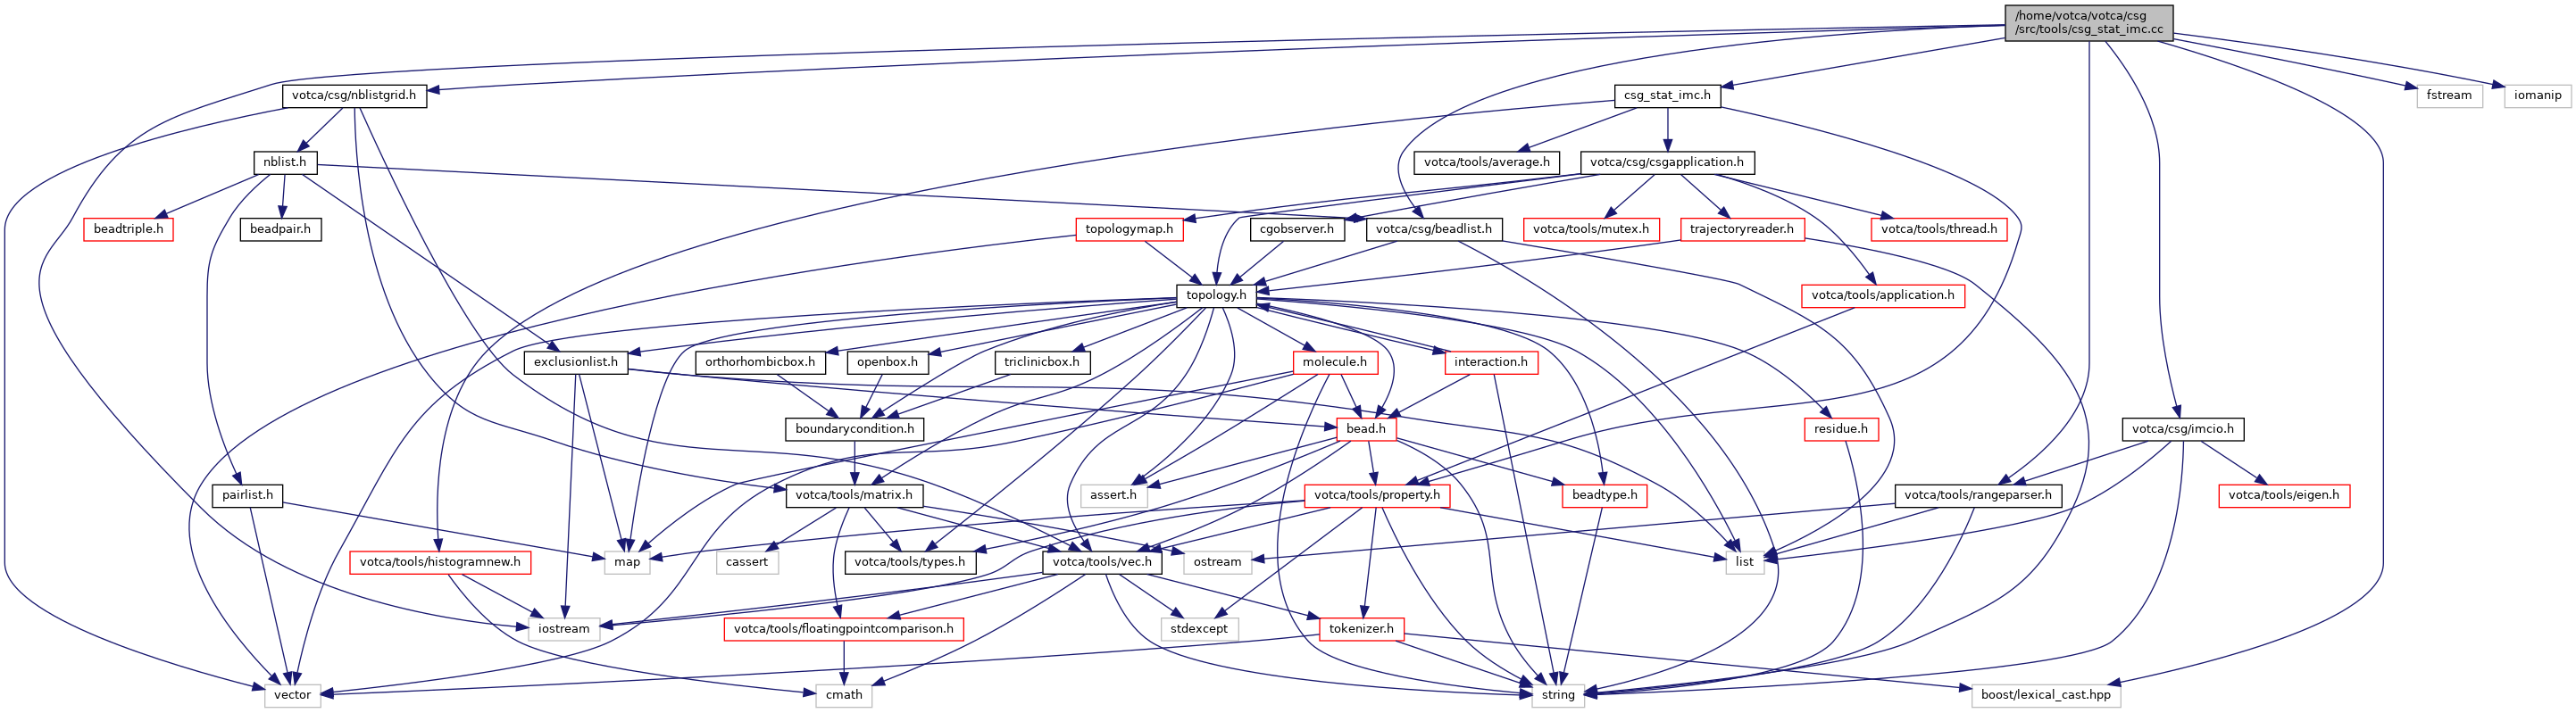 /home/votca/votca/csg
/src/tools/csg_stat_imc.cc
votca/csg/nblistgrid.h
csg_stat_imc.h
fstream
iomanip
nblist.h
votca/tools/average.h
votca/csg/csgapplication.h
beadtriple.h
beadpair.h
topologymap.h
cgobserver.h
votca/csg/beadlist.h
votca/tools/mutex.h
trajectoryreader.h
votca/tools/thread.h
topology.h
votca/tools/application.h
exclusionlist.h
orthorhombicbox.h
openbox.h
triclinicbox.h
molecule.h
interaction.h
boundarycondition.h
bead.h
residue.h
votca/csg/imcio.h
pairlist.h
votca/tools/matrix.h
assert.h
votca/tools/property.h
beadtype.h
votca/tools/rangeparser.h
votca/tools/eigen.h
votca/tools/histogramnew.h
map
cassert
votca/tools/types.h
votca/tools/vec.h
ostream
list
iostream
votca/tools/floatingpointcomparison.h
stdexcept
tokenizer.h
vector
cmath
string
boost/lexical_cast.hpp